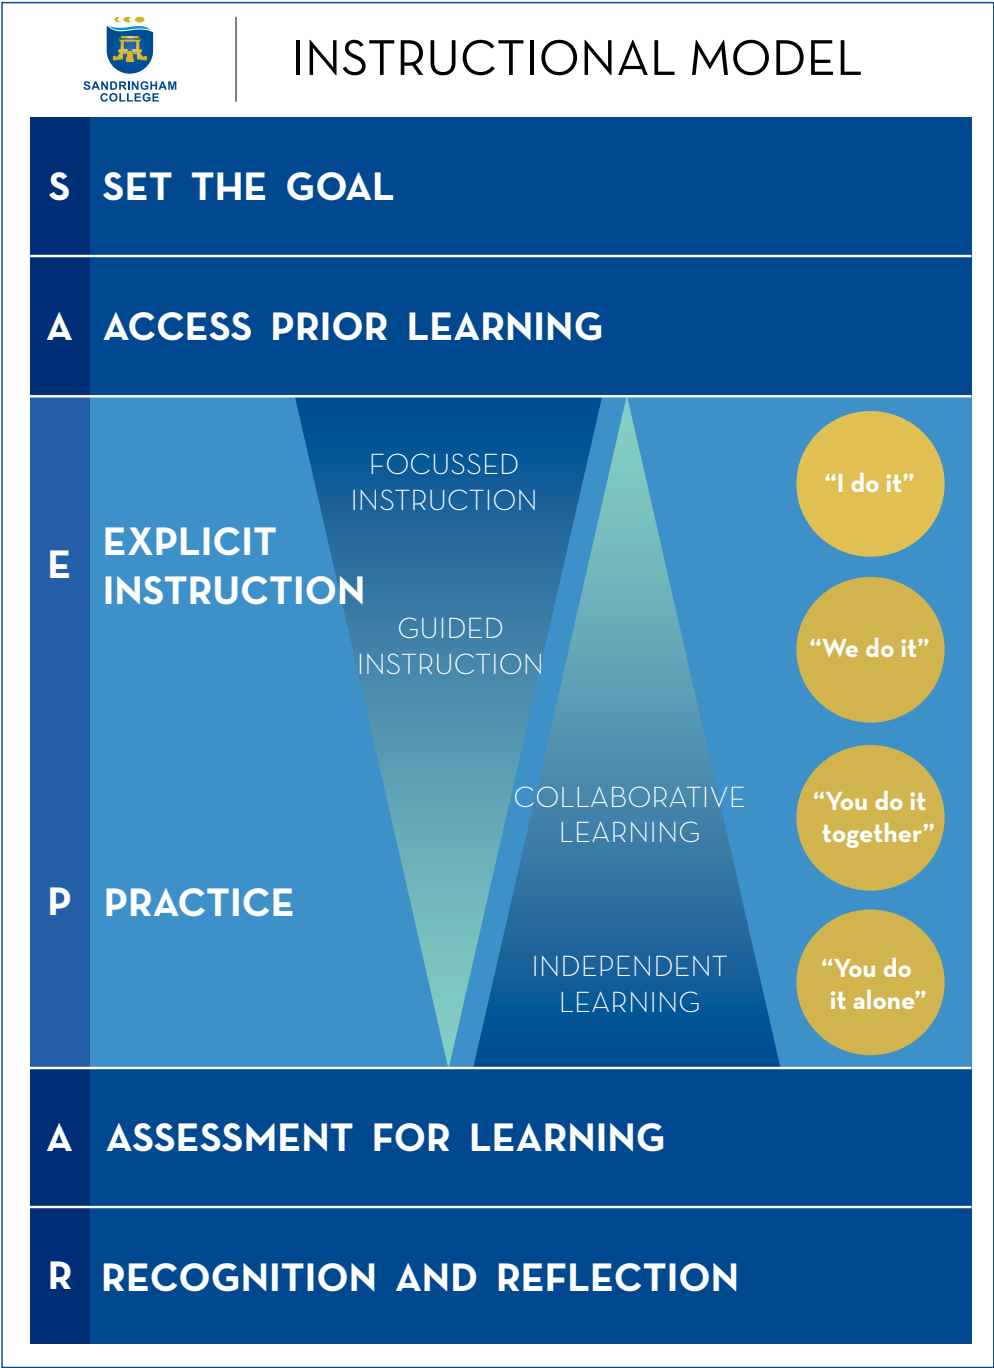 SANDRINGHAM
COLLEGE
INSTRUCTIONAL MODEL
S SET THE GOAL
A ACCESS PRIOR LEARNING
E EXPLICIT
INSTRUCTION
FOCUSSED
INSTRUCTION
GUIDED
INSTRUCTION
“I do it”
“We do it”
P PRACTICE
COLLABORATIVE
LEARNING
INDEPENDENT
LEARNING
“You do it
together”
“You do
it alone”
A ASSESSMENT FOR LEARNING
R RECOGNITION AND REFLECTION